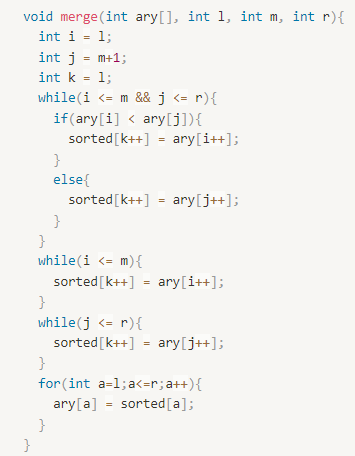 void merge(int ary[], int l, int m, int r){
  int i = l;
  int j = m+1;
  int k = l;
  while(i <= m && j <= r){
    if(ary[i] < ary[j]){
      sorted[k++] = ary[i++];
    }
    else{
      sorted[k++] = ary[j++];
    }
  }
  while(i <= m){
    sorted[k++] = ary[i++];
  }
  while(j <= r){
    sorted[k++] = ary[j++];
  }
  for(int a=l;a<=r;a++){
    ary[a] = sorted[a];
  }
}